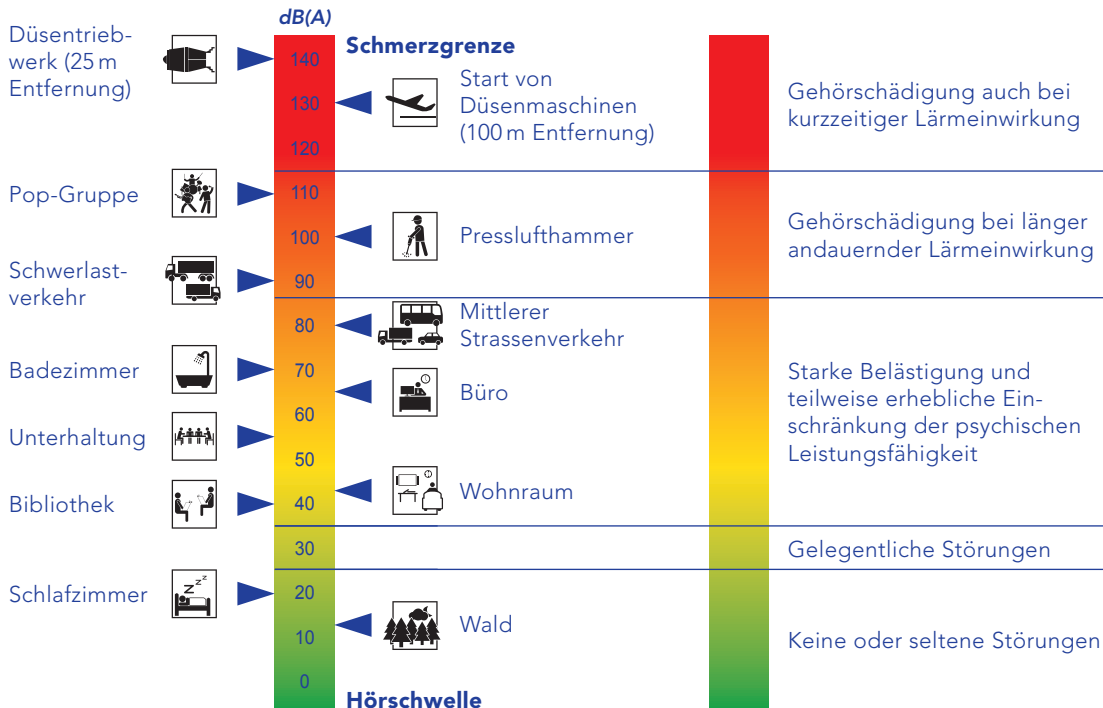 dB(A)
Düsentrieb-
werk (25 m
Entfernung)
Pop-Gruppe
Schwerlast-
verkehr
Badezimmer
Unterhaltung
Bibliothek
Schlafzimmer
140
130
120
110
100
90
80
70
60
50
40
30
20
10
0
Schmerzgrenze
Start von
Düsenmaschinen
(100 m Entfernung)
Presslufthammer
Mittlerer
Strassenverkehr
Büro
Wohnraum
zzz
Wald
Hörschwelle
Gehörschädigung auch bei
kurzzeitiger Lärmeinwirkung
Gehörschädigung bei länger
andauernder Lärmeinwirkung
Starke Belästigung und
teilweise erhebliche Ein-
schränkung der psychischen
Leistungsfähigkeit
Gelegentliche Störungen
Keine oder seltene Störungen